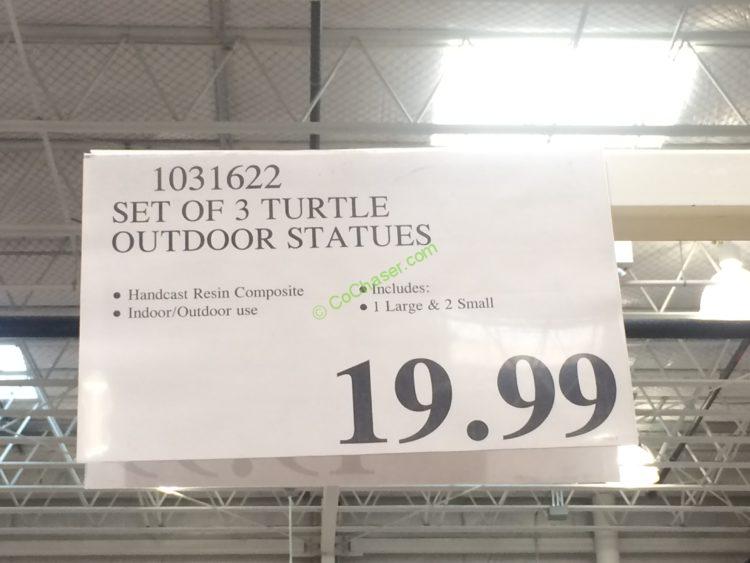 1031622
SET OF 3 TURTLE
OUTDOOR STATUES
• Handcast Resin Composite
• Indoor/Outdoor use
• Includes:
• 1 Large & 2 Small
© CoChaser.com
19.99